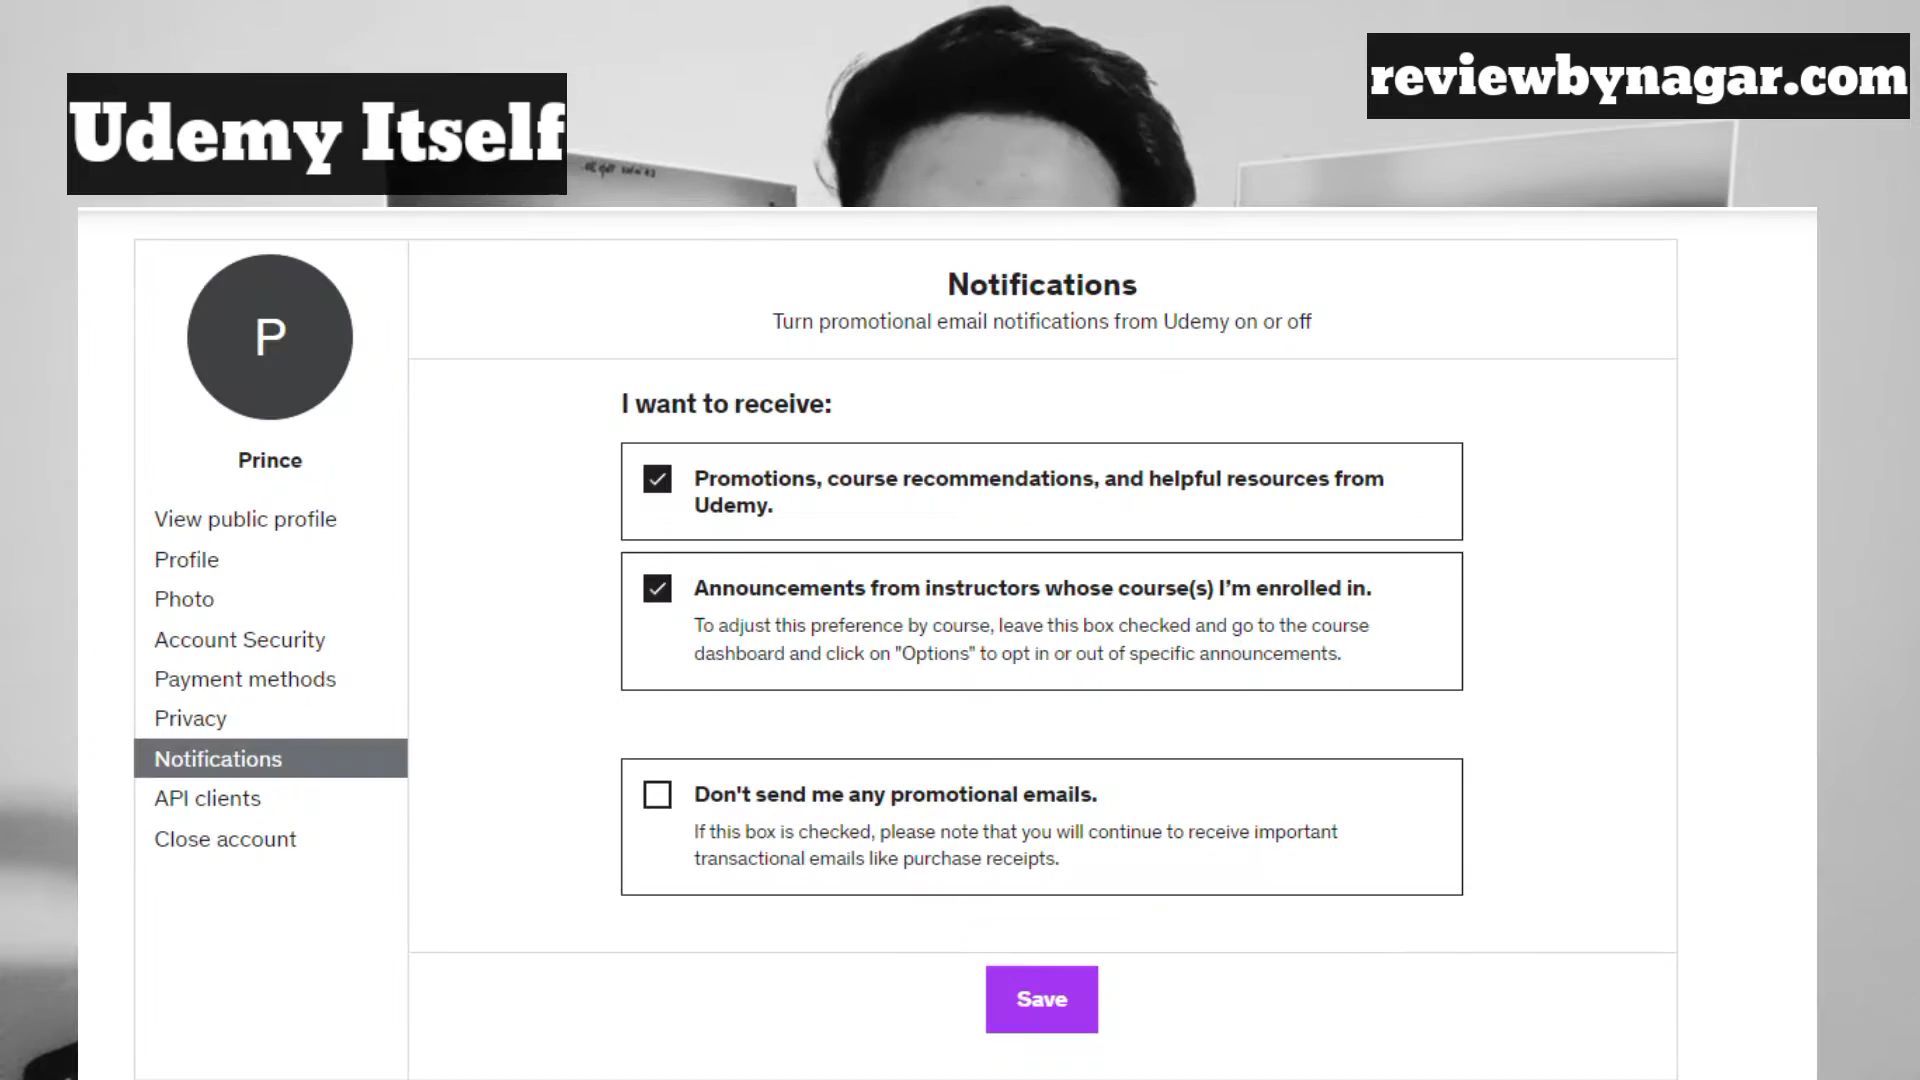 Udemy Itself
reviewbynagar.com
P
Prince
View public profile
Profile
Photo
Account Security
Payment methods
Privacy
Notifications
API clients
Close account
Notifications
Turn promotional email notifications from Udemy on or off
I want to receive:
Promotions, course recommendations, and helpful resources from
Udemy.
Announcements from instructors whose course(s) I'm enrolled in.
To adjust this preference by course, leave this box checked and go to the course
dashboard and click on "Options" to opt in or out of specific announcements.
Don't send me any promotional emails.
If this box is checked, please note that you will continue to receive important
transactional emails like purchase receipts.
Save